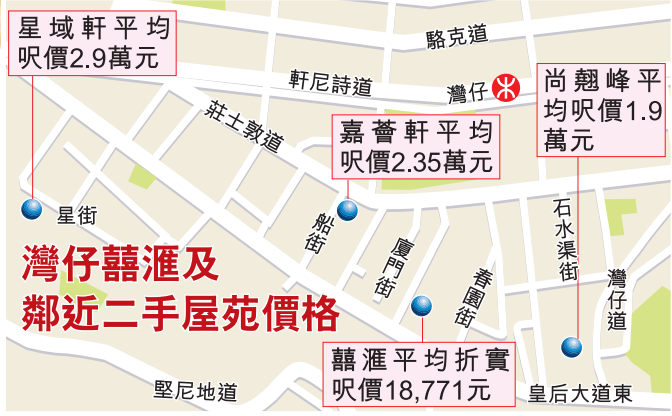 星域軒平均
呎價2.9萬元
駱克道
軒尼詩道
灣仔
尚翹峰平
均呎價1.9
萬元
莊士敦道
嘉薈軒平均
呎價2.35萬元
星街
船街
廈門街
春園街
石水渠街
灣仔道
灣仔囍滙及
鄰近二手屋苑價格
囍滙平均折實
呎價18,771元
堅尼地道
皇后大道東